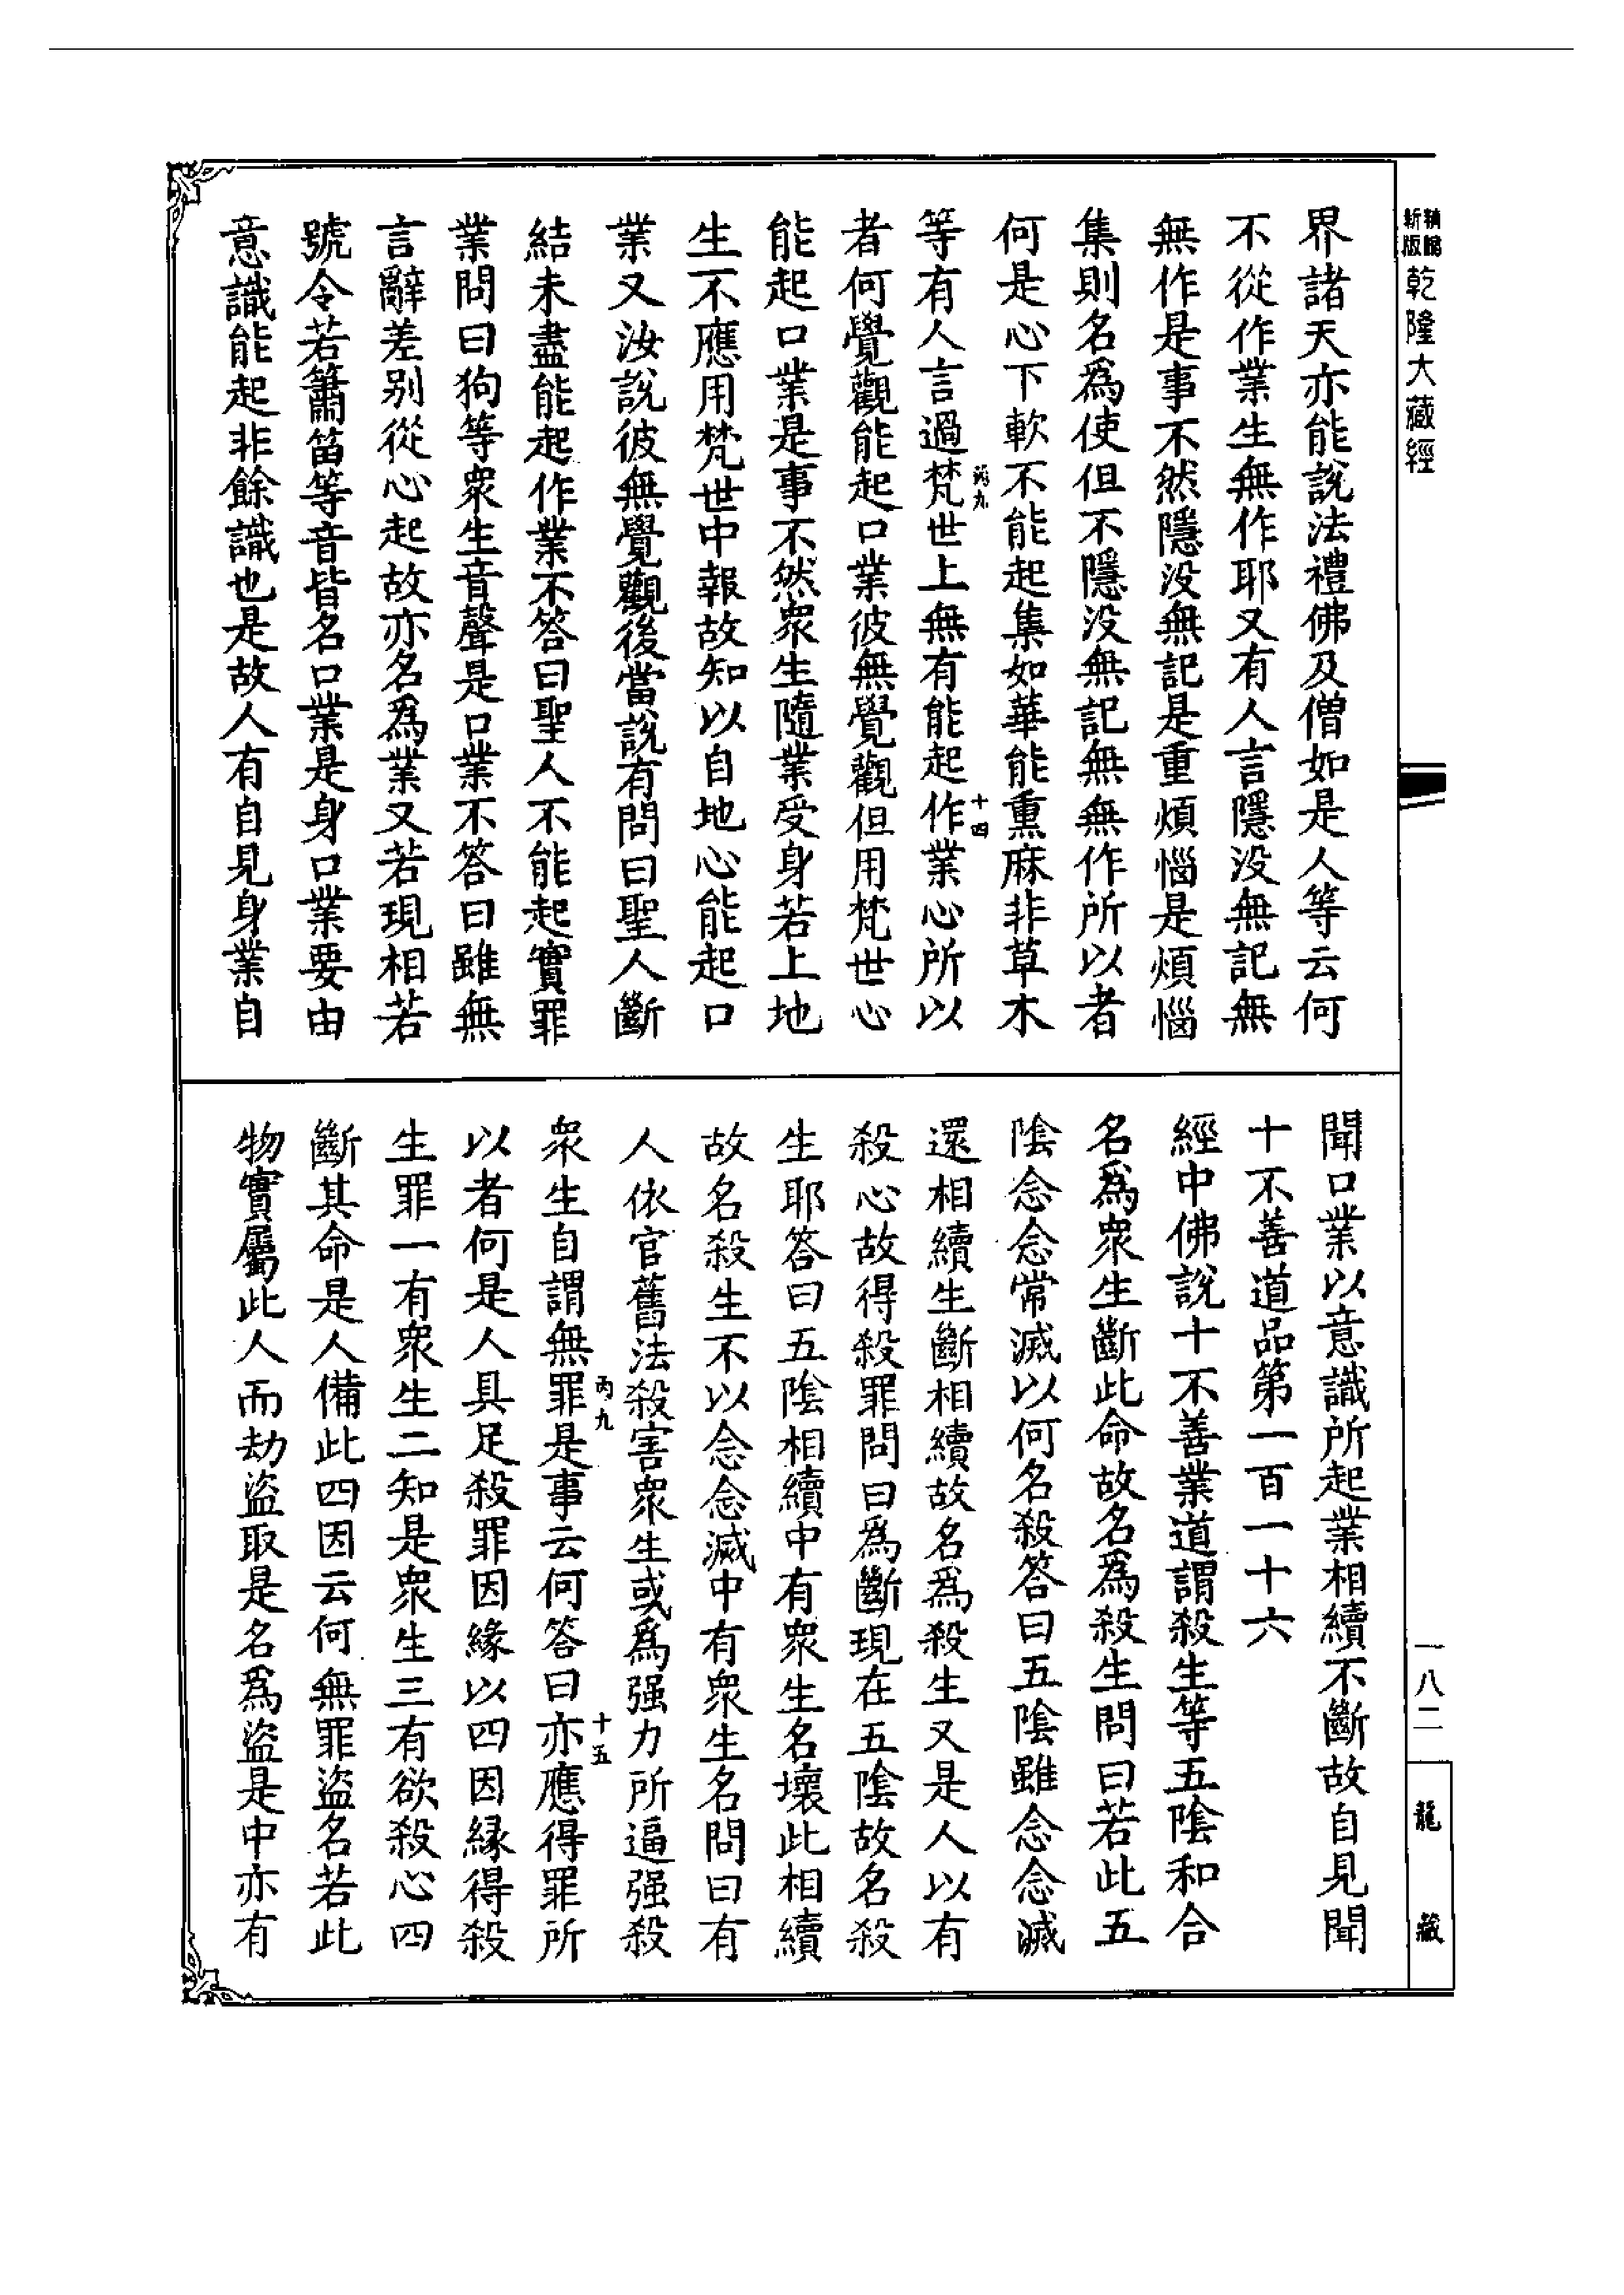 新版
乾隆大藏經
界諸天亦能說法禮佛及僧如是人等云何
不從作業生無作耶又有人言隱没無記無
無作是事不然隱没無記是重煩惱是煩惱
集則名爲使但不隱没無記無無作所以者
何是心下軟不能起集如華能熏麻非草木
等有人言過梵世上無有能起作業心所以
丙九
十四
者何覺觀能起口業彼無覺觀但用梵世心
能起口業是事不然衆生隨業受身若上地
生不應用梵世中報故知以自地心能起口
業又汝說彼無覺觀後當說有問曰聖人斷
結未盡能起作業不答曰聖人不能起實罪
業問曰狗等衆生音聲是口業不答曰雖無
言辭差别從心起故亦名爲業又若現相若
號令若簫笛等音皆名口業是身口業要由
意識能起非餘識也是故人有自見身業自
聞口業以意識所起業相續不斷故自見聞
十不善道品第一百一十六
經中佛說十不善業道謂殺生等五陰和合
名爲衆生斷此命故名爲殺生問曰若此五
陰念念常滅以何名殺答曰五陰雖念念滅
還相續生斷相續故名爲殺生又是人以有
殺心故得殺罪問曰爲斷現在五陰故名殺
生耶答曰五陰相續中有衆生名壞此相續
故名殺生不以念念滅中有衆生名問曰有
人依官舊法殺害衆生或爲强力所逼强殺
衆生自謂無罪是事云何答曰亦應得罪所
丙九
十五
以者何是人具足殺罪因緣以四因緣得殺
生罪一有衆生二知是衆生三有欲殺心四
斷其命是人備此四因云何無罪盜名若此
物實屬此人而劫盜取是名爲盜是中亦有
一八二
龍藏